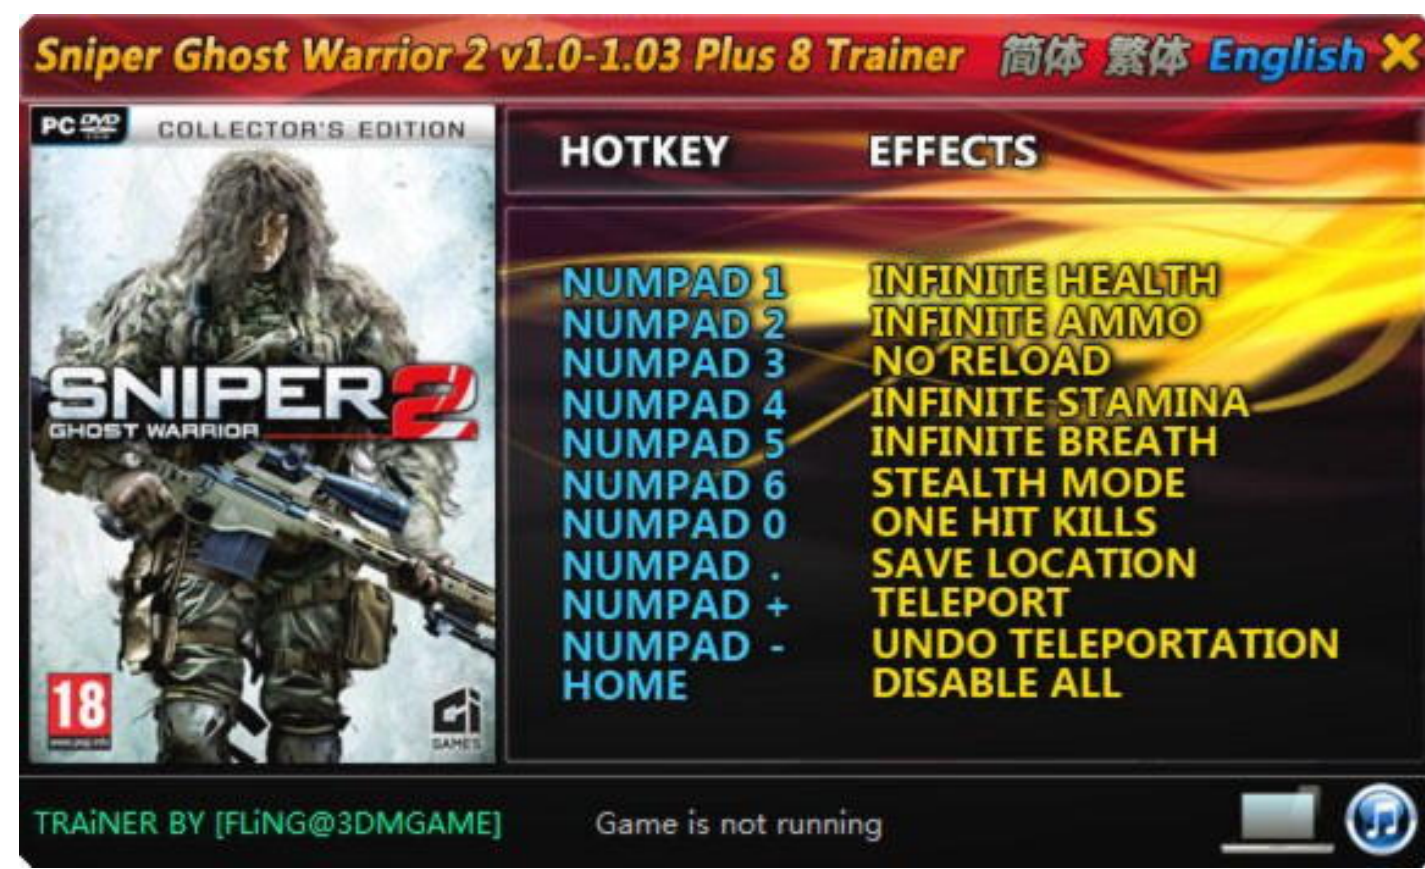 Sniper Ghost Warrior 2 v1.0-1.03 Plus 8 Trainer 简体 繁体 English
PC DVD COLLECTOR'S EDITION
SNIPER 2
GHOST WARRIOR
18
GAMES
HOTKEY EFFECTS
NUMPAD 1 INFINITE HEALTH
NUMPAD 2 INFINITE AMMO
NUMPAD 3 NO RELOAD
NUMPAD 4 INFINITE STAMINA
NUMPAD 5 INFINITE BREATH
NUMPAD 6 STEALTH MODE
NUMPAD 0 ONE HIT KILLS
NUMPAD . SAVE LOCATION
NUMPAD + TELEPORT
NUMPAD - UNDO TELEPORTATION
HOME DISABLE ALL
TRAiNER BY [FLiNG@3DMGAME] Game is not running